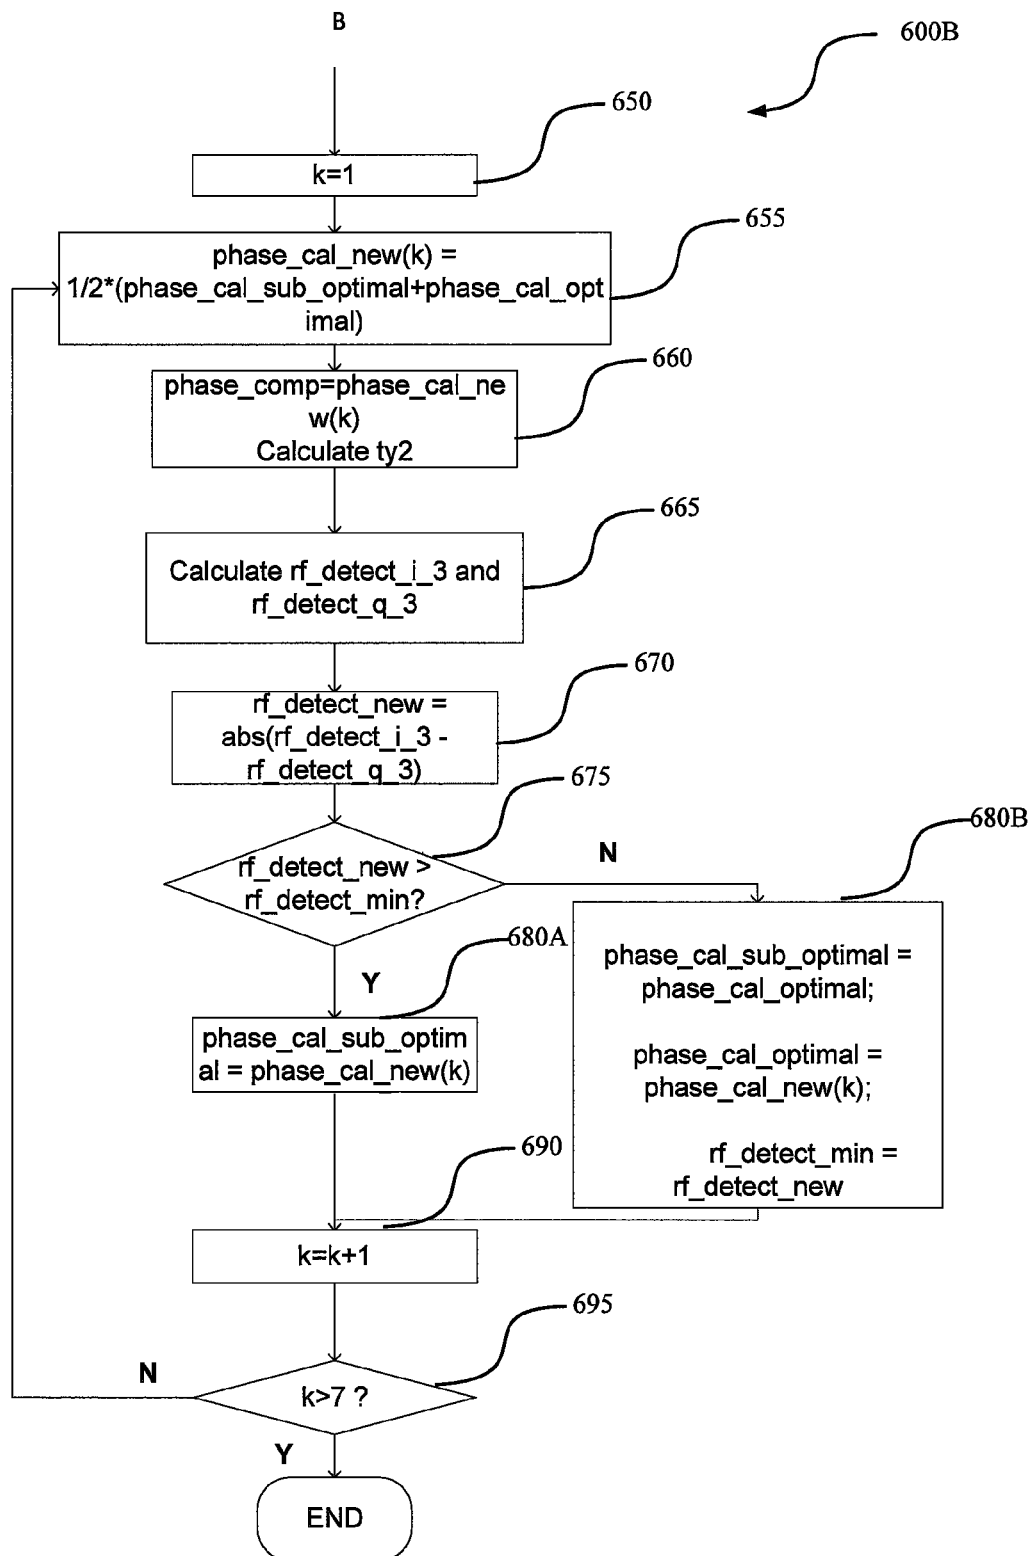 B
600B
650
k=1
655
phase_cal_new(k) =
1/2*(phase_cal_sub_optimal+phase_cal_opt
imal)
660
phase_comp=phase_cal_ne
w(k)
Calculate ty2
665
Calculate rf_detect_i_3 and
rf_detect_q_3
670
rf_detect_new =
abs(rf_detect_i_3 -
rf_detect_q_3)
675
rf_detect_new >
rf_detect_min?
N
680B
680A
Y
phase_cal_sub_optim
al = phase_cal_new(k)
phase_cal_sub_optimal =
phase_cal_optimal;
phase_cal_optimal =
phase_cal_new(k);
rf_detect_min =
rf_detect_new
690
k=k+1
695
N
k>7 ?
Y
END